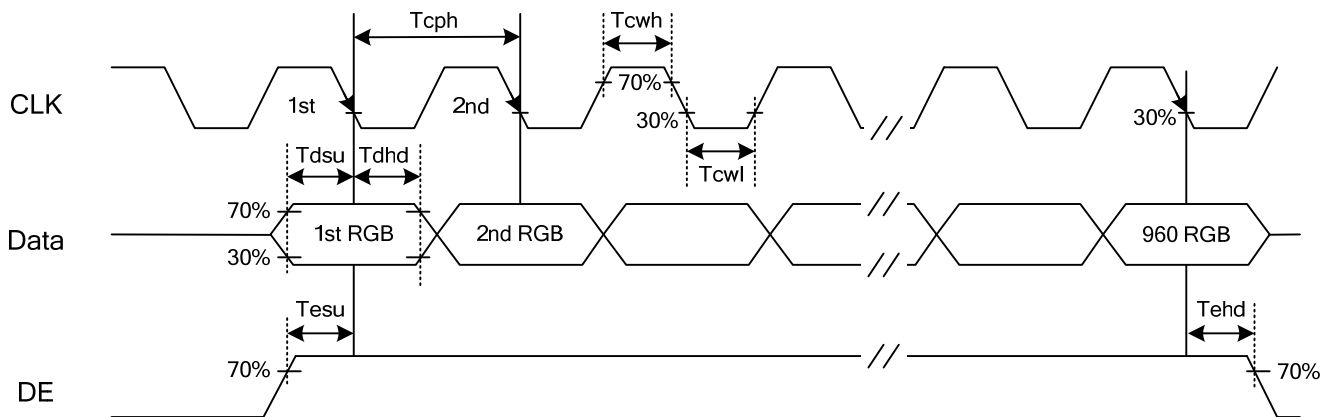 Tcph
Tcwh
CLK
1st
2nd
70%
30%
30%
Tcwl
Tdsu
Tdhd
70%
Data
1st RGB
2nd RGB
960 RGB
30%
Tesu
Tehd
70%
70%
DE